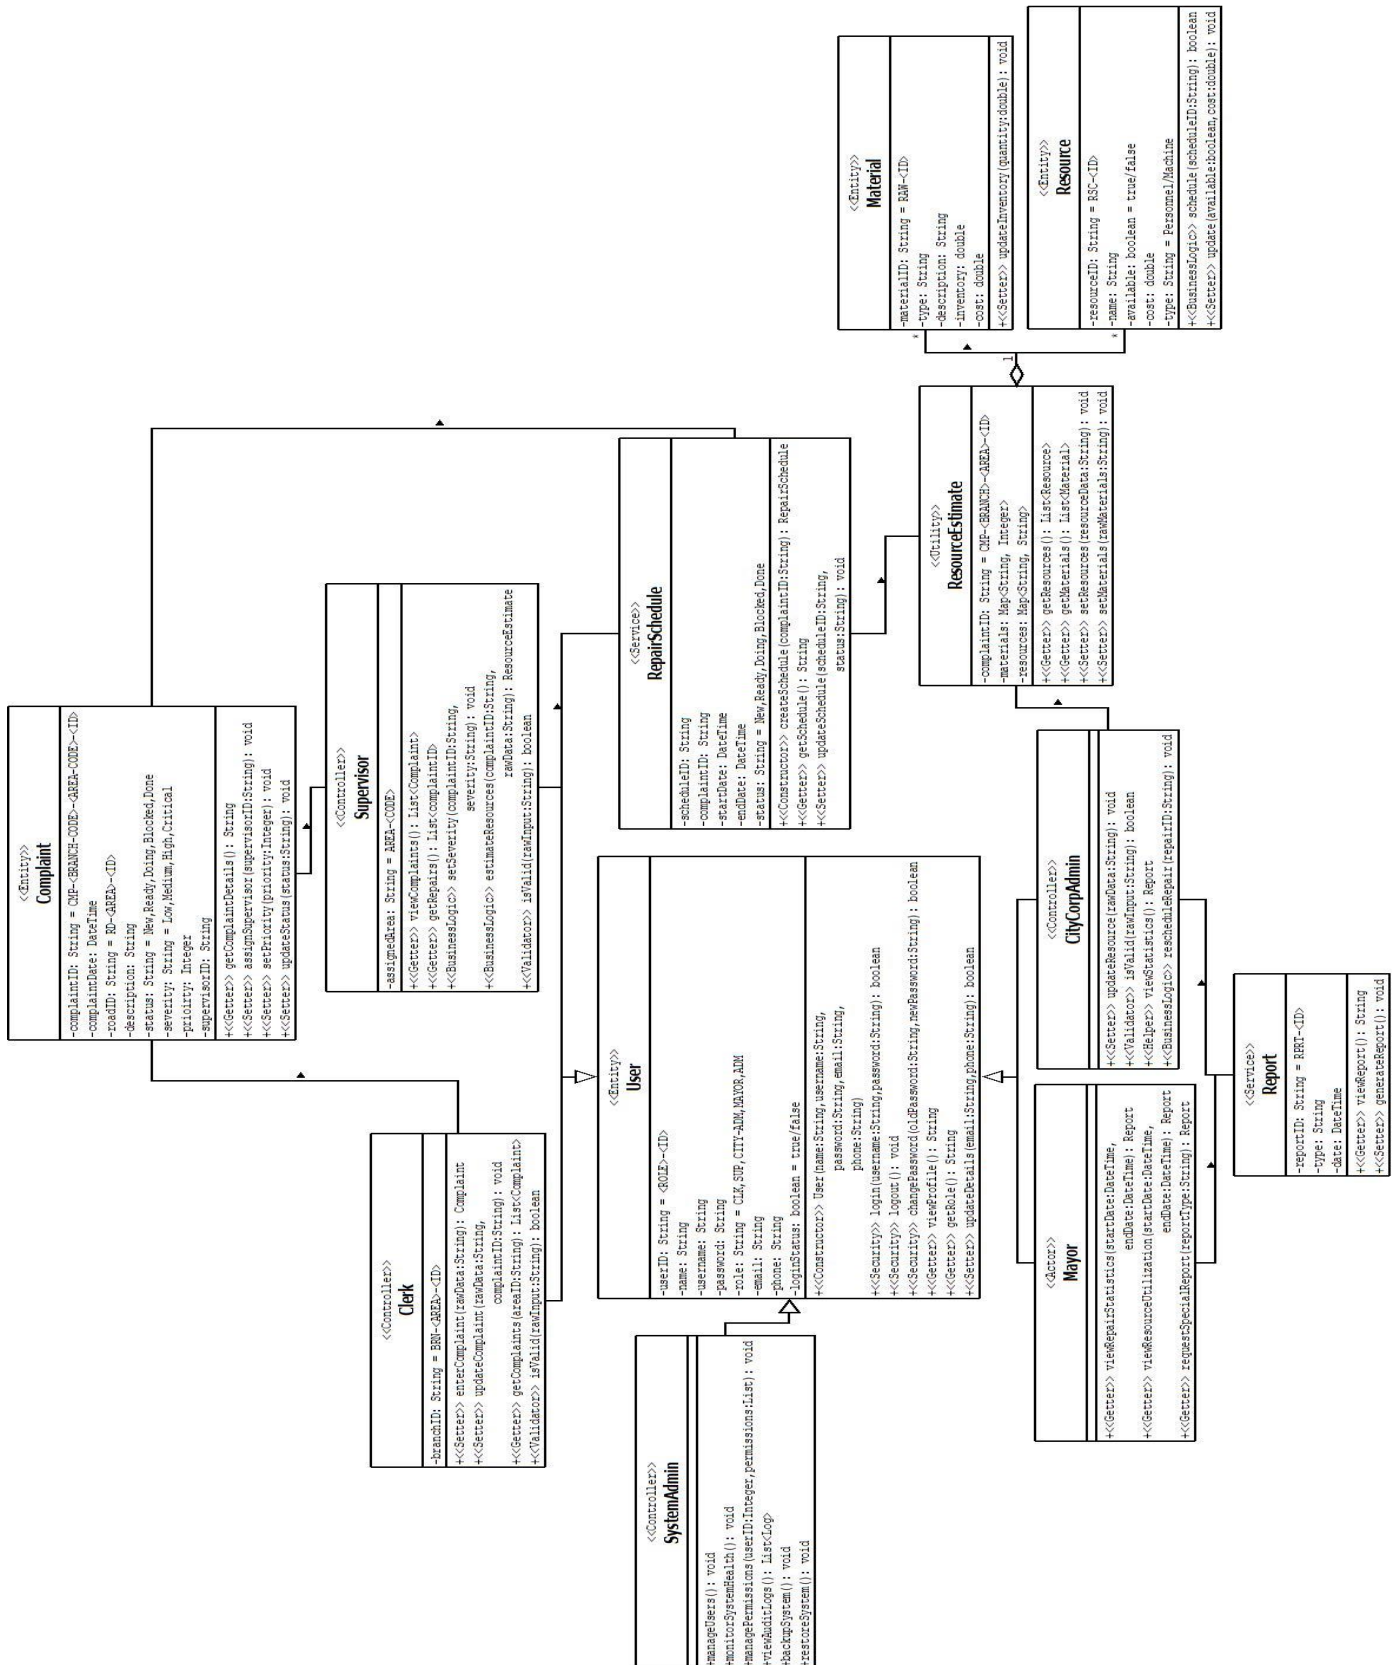 <<Entity>>
Complaint
-complaintID: String = CMP-<BRANCH-CODE>-<AREA-CODE>-<ID>
-complaintDate: DateTime
-roadID: String = RD-<AREA>-<ID>
-description: String
-status: String = New,Ready,Doing,Blocked,Done
-severity: String = Low,Medium,High,Critical
-prioirty: Integer
-supervisorID: String
+<<Getter>> getComplaintDetails(): String
+<<Setter>> assignSupervisor(supervisorID:String): void
+<<Setter>> setPriority(priority:Integer): void
+<<Setter>> updateStatus(status:String): void
<<Controller>>
Clerk
-branchID: String = BRN-<AREA>-<ID>
+<<Setter>> enterComplaint(rawData:String): Complaint
+<<Setter>> updateComplaint(rawData:String,
complaintID:String): void
+<<Getter>> getComplaints(areaID:String): List<Complaint>
+<<Validator>> isValid(rawInput:String): boolean
<<Controller>>
Supervisor
-assignedArea: String = AREA-<CODE>
+<<Getter>> viewComplaints(): List<Complaint>
+<<Getter>> getRepairs(): List<complaintID>
+<<BusinessLogic>> setSeverity(complaintID:String,
severity:String): void
+<<BusinessLogic>> estimateResources(complaintID:String,
rawData:String): ResourceEstimate
+<<Validator>> isValid(rawInput:String): boolean
<<Controller>>
SystemAdmin
+manageUsers(): void
+monitorSystemHealth(): void
+managePermissions(userID:Integer,permissions:List): void
+viewAuditLogs(): List<Log>
+backupSystem(): void
+restoreSystem(): void
<<Entity>>
User
-userID: String = <ROLE>-<ID>
-name: String
-username: String
-password: String
-role: String = CLK,SUP,CITY-ADM,MAYOR,ADM
-email: String
-phone: String
-loginStatus: boolean = true/false
+<<Constructor>> User(name:String,username:String,
password:String,email:String,
phone:String)
+<<Security>> login(username:String,password:String): boolean
+<<Security>> logout(): void
+<<Security>> changePassword(oldPassword:String,newPassword:String): boolean
+<<Getter>> viewProfile(): String
+<<Getter>> getRole(): String
+<<Setter>> updateDetails(email:String,phone:String): boolean
<<Service>>
RepairSchedule
-scheduleID: String
-complaintID: String
-startDate: DateTime
-endDate: DateTime
-status: String = New,Ready,Doing,Blocked,Done
+<<Constructor>> createSchedule(complaintID:String): RepairSchedule
+<<Getter>> getSchedule(): String
+<<Setter>> updateSchedule(scheduleID:String,
status:String): void
<<Entity>>
Material
-materialID: String = RAW-<ID>
-type: String
-description: String
-inventory: double
-cost: double
+<<Setter>> updateInventory(quantity:double): void
*
1
*
<<Utility>>
ResourceEstimate
-complaintID: String = CMP-<BRANCH>-<AREA>-<ID>
-materials: Map<String, Integer>
-resources: Map<String, String>
+<<Getter>> getResources(): List<Resource>
+<<Getter>> getMaterials(): List<Material>
+<<Setter>> setResources(resourceData:String): void
+<<Setter>> setMaterials(rawMaterials:String): void
<<Entity>>
Resource
-resourceID: String = RSC-<ID>
-name: String
-available: boolean = true/false
-cost: double
-type: String = Personnel/Machine
+<<BusinessLogic>> schedule(scheduleID:String): boolean
+<<Setter>> update(available:boolean,cost:double): void
<<Actor>>
Mayor
+<<Getter>> viewRepairStatistics(startDate:DateTime,
endDate:DateTime): Report
+<<Getter>> viewResourceUtilization(startDate:DateTime,
endDate:DateTime): Report
+<<Getter>> requestSpecialReport(reportType:String): Report
<<Controller>>
CityCorpAdmin
+<<Setter>> updateResource(rawData:String): void
+<<Validator>> isValid(rawInput:String): boolean
+<<Helper>> viewStatistics(): Report
+<<BusinessLogic>> rescheduleRepair(repairID:String): void
<<Service>>
Report
-reportID: String = RPRT-<ID>
-type: String
-date: DateTime
+<<Getter>> viewReport(): String
+<<Setter>> generateReport(): void